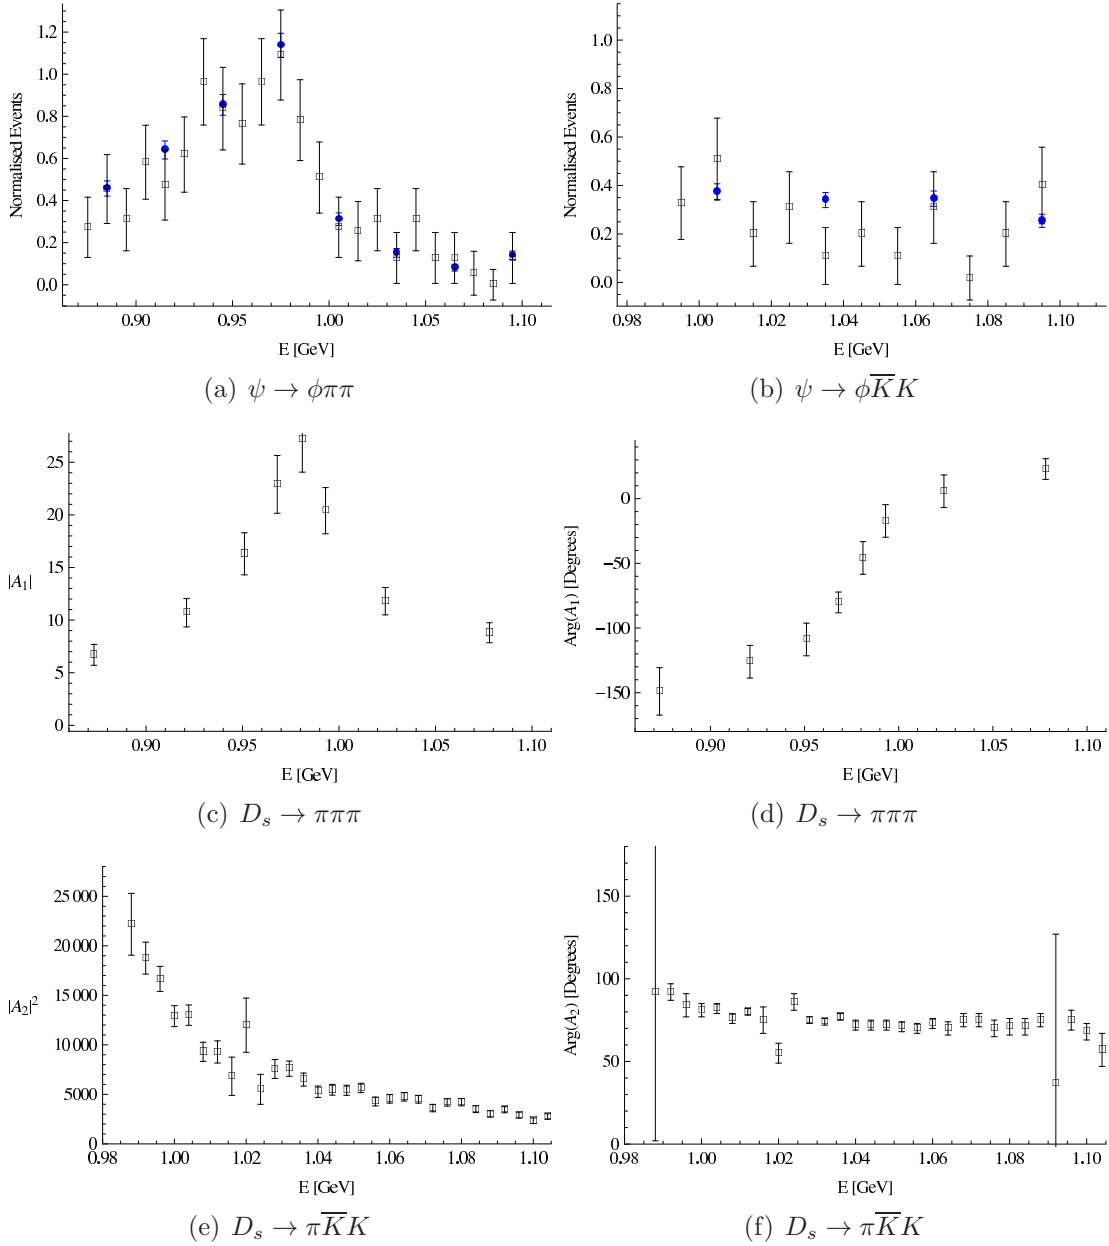 1.2
1.0
0.8
0.6
0.4
0.2
0.0
Normalised Events
0.90 0.95 1.00 1.05 1.10
E [GeV]
(a) ψ → φππ
1.0
0.8
0.6
0.4
0.2
0.0
Normalised Events
0.98 1.00 1.02 1.04 1.06 1.08 1.10
E [GeV]
(b) ψ → φK̅K
25
20
15
10
5
0
|A₁|
0.90 0.95 1.00 1.05 1.10
E [GeV]
(c) Dₛ → πππ
0
−50
−100
−150
Arg(A₁) [Degrees]
0.90 0.95 1.00 1.05 1.10
E [GeV]
(d) Dₛ → πππ
25 000
20 000
15 000
10 000
5000
0
|A₂|²
0.98 1.00 1.02 1.04 1.06 1.08 1.10
E [GeV]
(e) Dₛ → πK̅K
150
100
50
0
Arg(A₂) [Degrees]
0.98 1.00 1.02 1.04 1.06 1.08 1.10
E [GeV]
(f) Dₛ → πK̅K